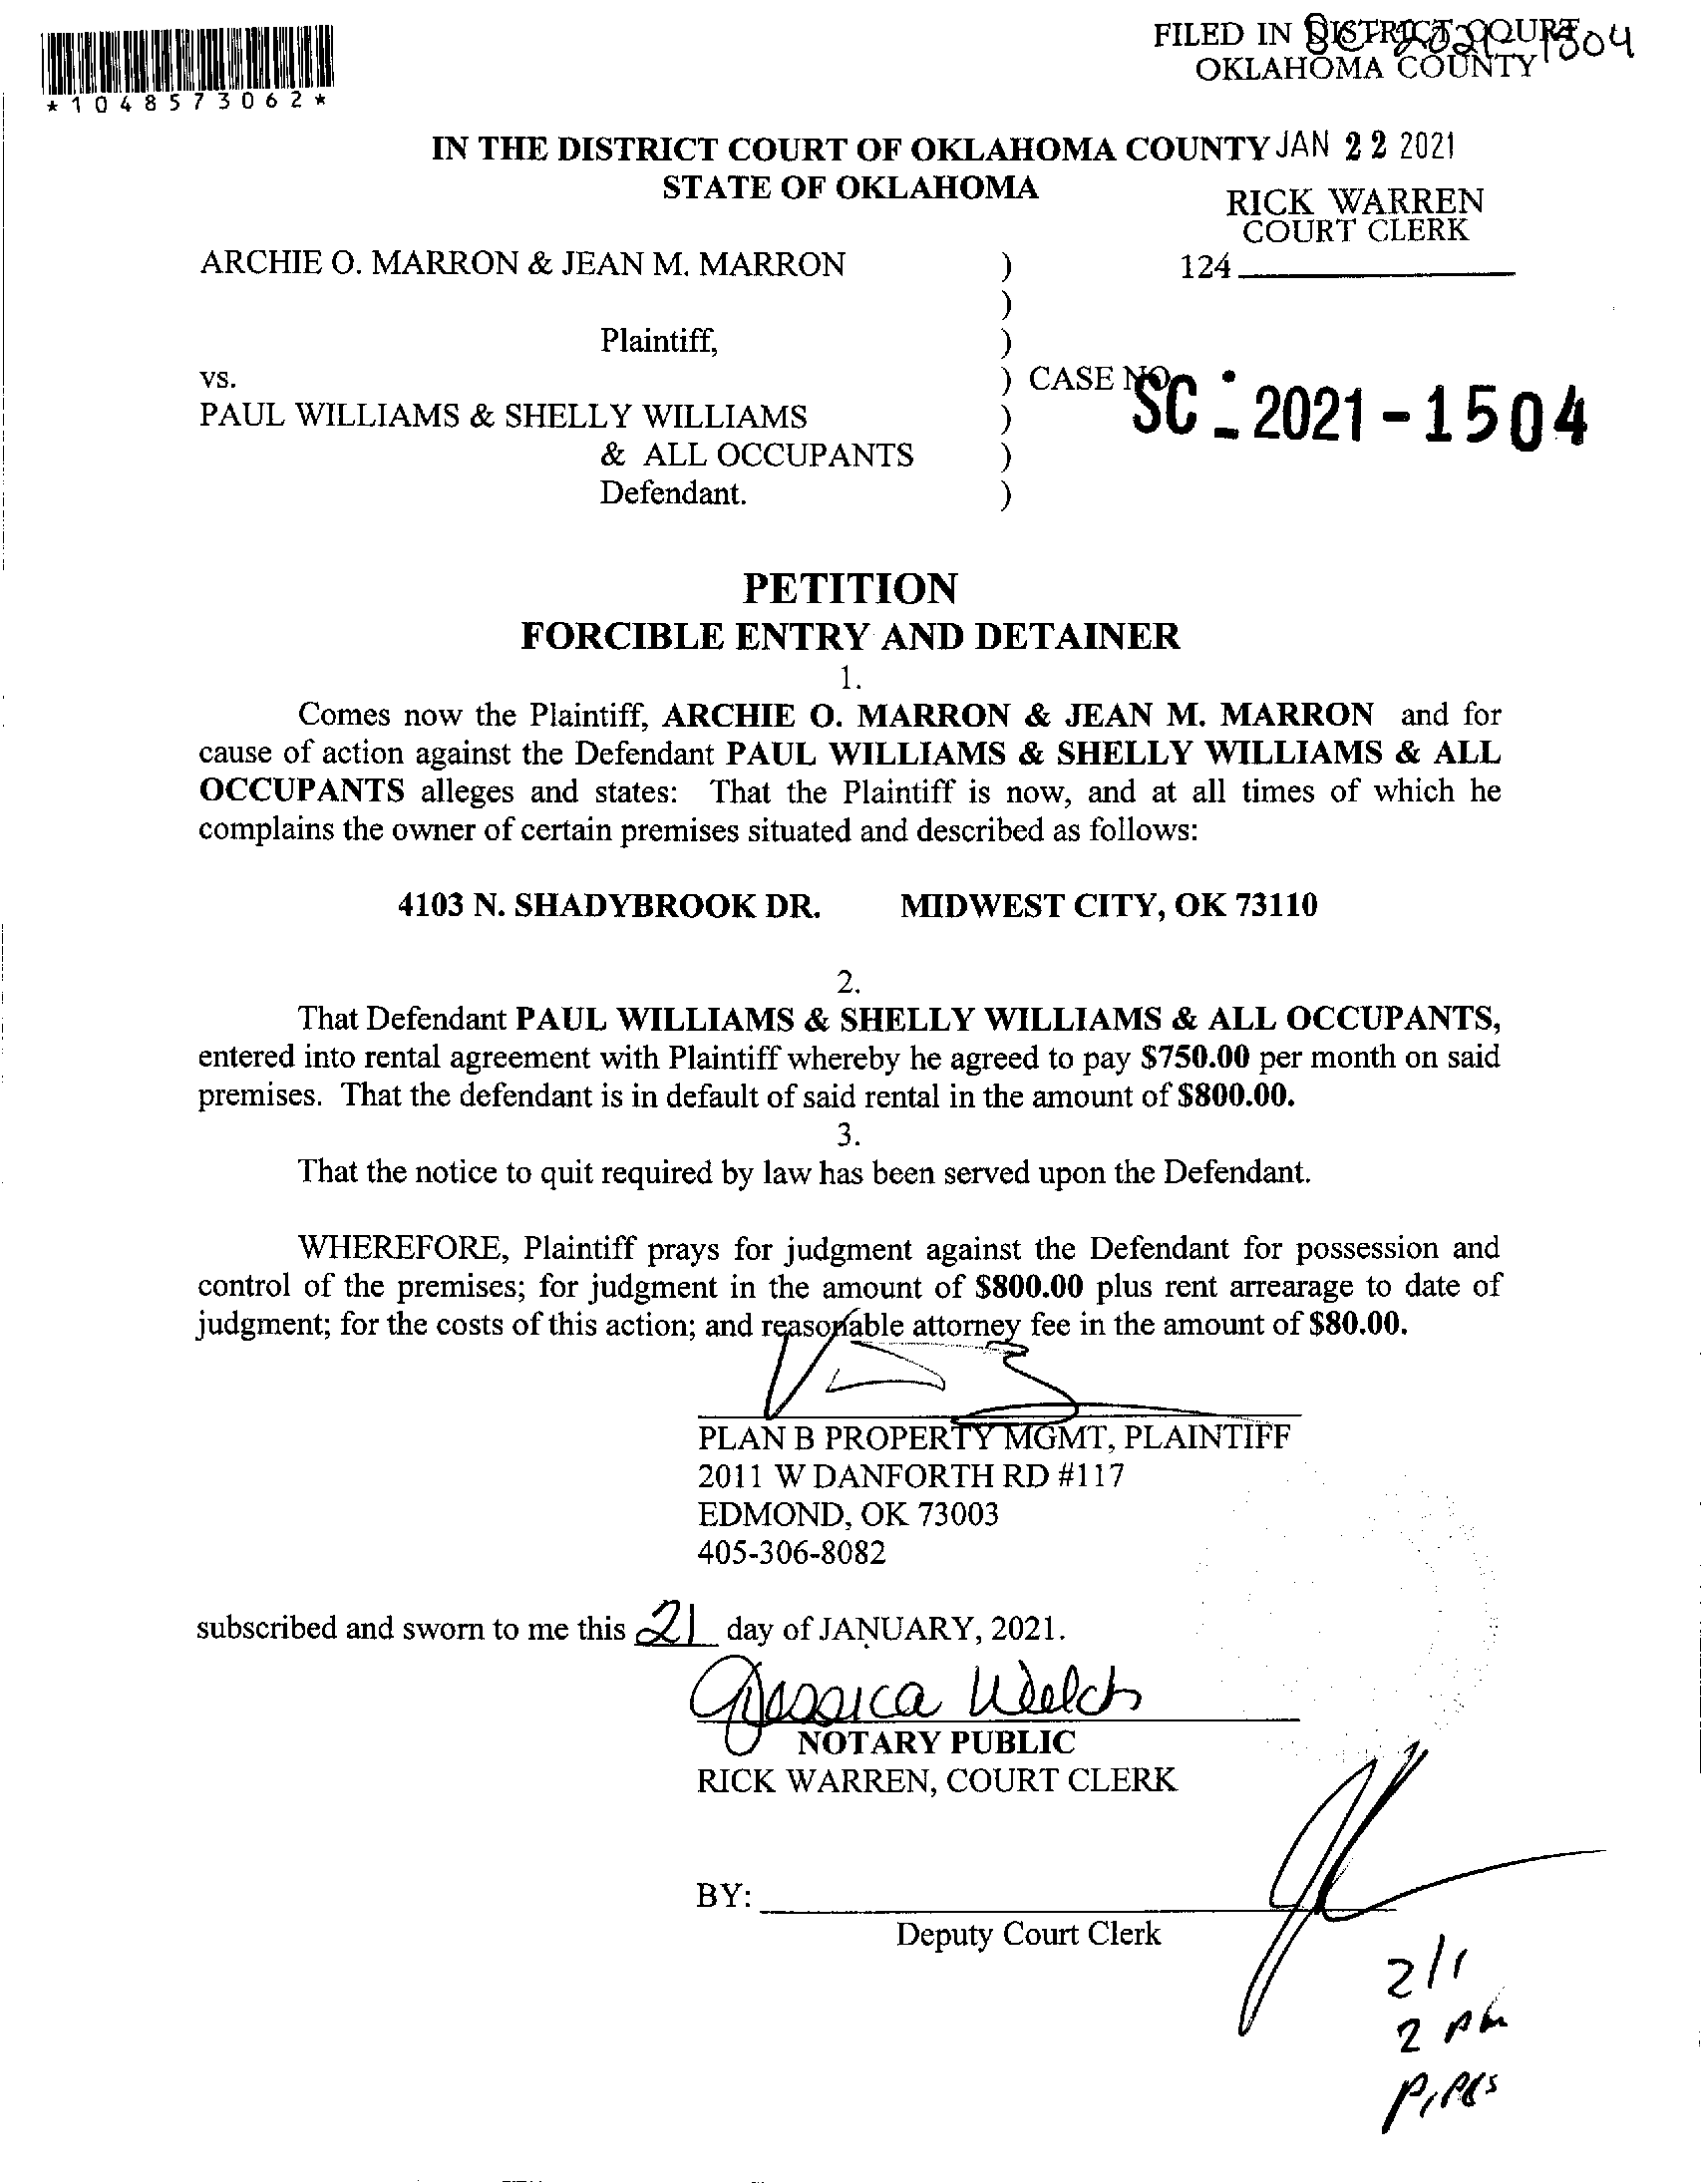 FILED IN DISTRICT COURT
OKLAHOMA COUNTY
SC-2021-1504
*1048573062*
IN THE DISTRICT COURT OF OKLAHOMA COUNTY JAN 22 2021
STATE OF OKLAHOMA
RICK WARREN
COURT CLERK
124
ARCHIE O. MARRON & JEAN M. MARRON )
)
Plaintiff, )
vs. ) CASE NO. SC-2021-1504
PAUL WILLIAMS & SHELLY WILLIAMS )
& ALL OCCUPANTS )
Defendant. )
PETITION
FORCIBLE ENTRY AND DETAINER
1.
Comes now the Plaintiff, ARCHIE O. MARRON & JEAN M. MARRON and for
cause of action against the Defendant PAUL WILLIAMS & SHELLY WILLIAMS & ALL
OCCUPANTS alleges and states: That the Plaintiff is now, and at all times of which he
complains the owner of certain premises situated and described as follows:
4103 N. SHADYBROOK DR. MIDWEST CITY, OK 73110
2.
That Defendant PAUL WILLIAMS & SHELLY WILLIAMS & ALL OCCUPANTS,
entered into rental agreement with Plaintiff whereby he agreed to pay $750.00 per month on said
premises. That the defendant is in default of said rental in the amount of $800.00.
3.
That the notice to quit required by law has been served upon the Defendant.
WHEREFORE, Plaintiff prays for judgment against the Defendant for possession and
control of the premises; for judgment in the amount of $800.00 plus rent arrearage to date of
judgment; for the costs of this action; and reasonable attorney fee in the amount of $80.00.
PLAN B PROPERTY MGMT, PLAINTIFF
2011 W DANFORTH RD #117
EDMOND, OK 73003
405-306-8082
subscribed and sworn to me this 21 day of JANUARY, 2021.
Jessica Welch
NOTARY PUBLIC
RICK WARREN, COURT CLERK
BY:
Deputy Court Clerk
2/1
2 PM